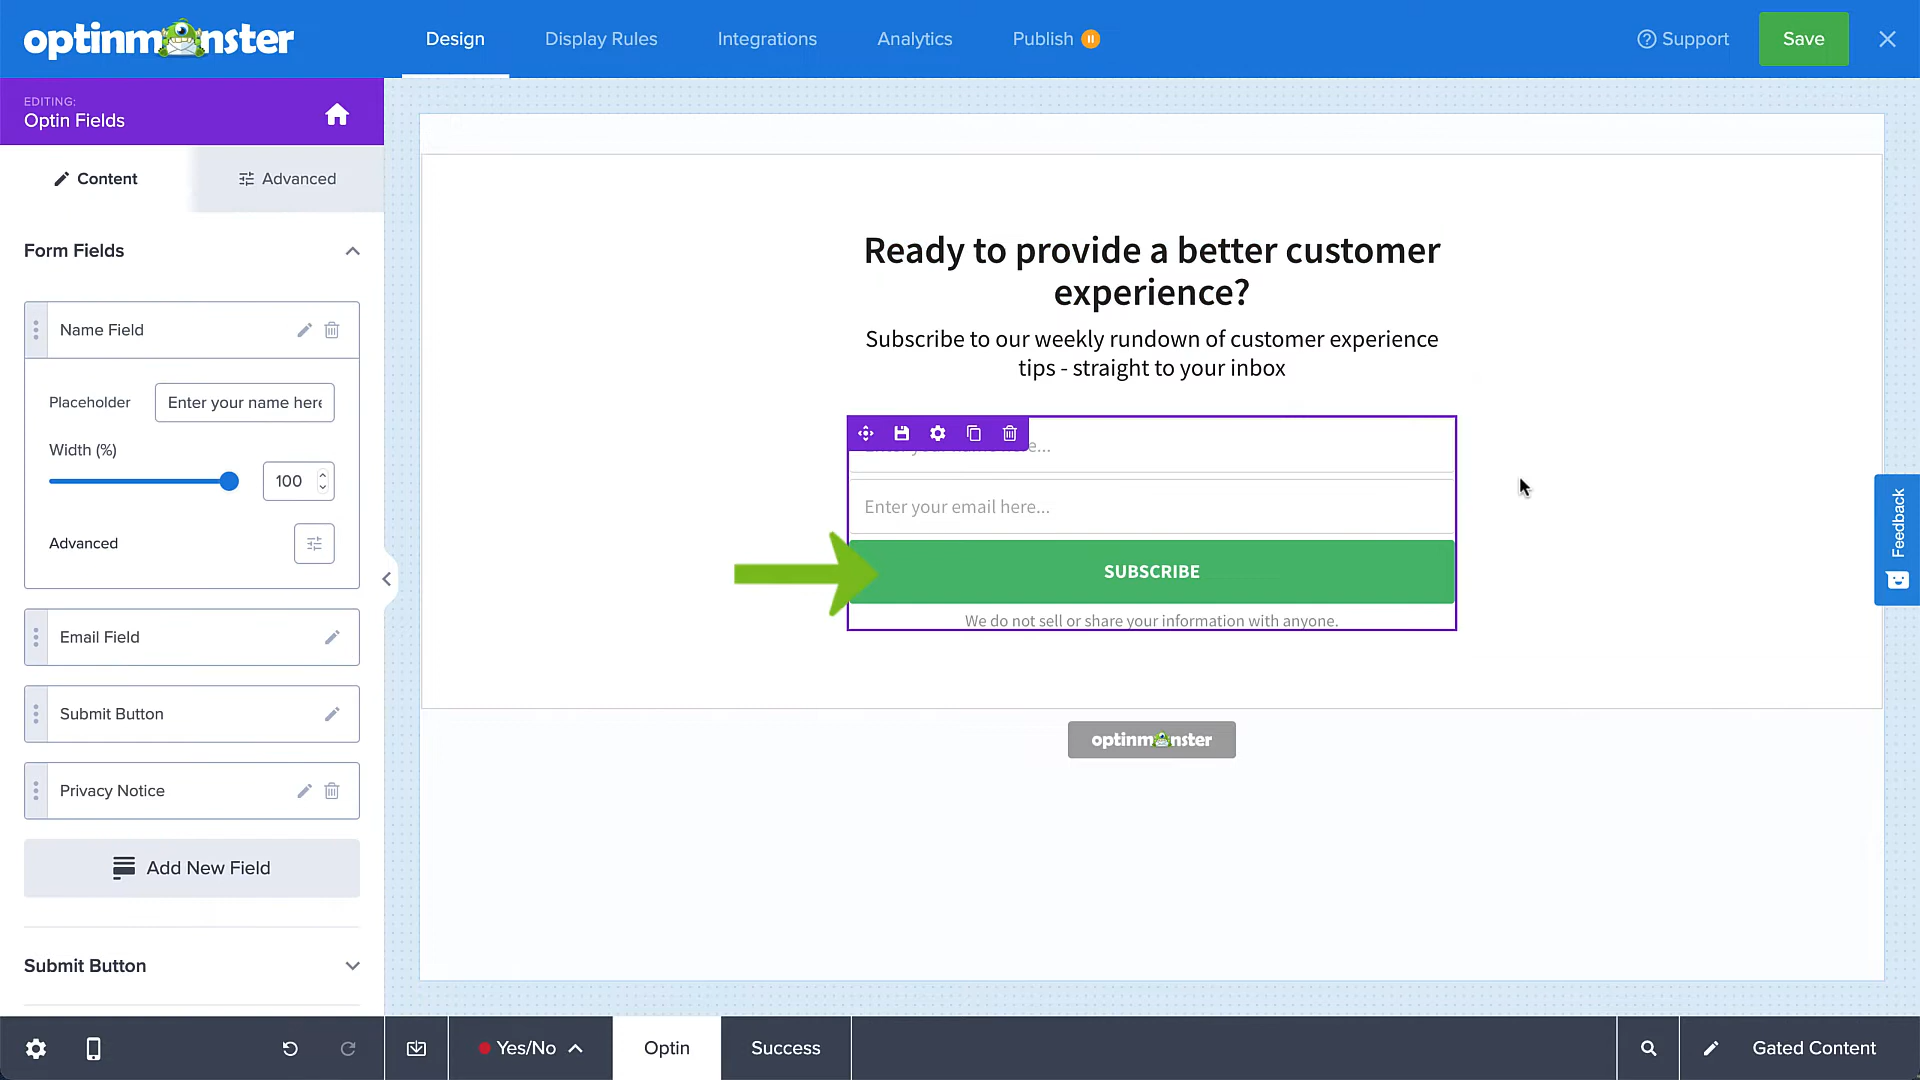 optinmonster
Design
Display Rules
Integrations
Analytics
Publish
Support
Save
EDITING:
Optin Fields
Content
Advanced
Form Fields
Name Field
Placeholder
Enter your name here
Width (%)
100
Advanced
Email Field
Submit Button
Privacy Notice
Add New Field
Submit Button
Ready to provide a better customer
experience?
Subscribe to our weekly rundown of customer experience
tips - straight to your inbox
Enter your name here...
Enter your email here...
SUBSCRIBE
We do not sell or share your information with anyone.
optinmonster
Feedback
Yes/No
Optin
Success
Gated Content